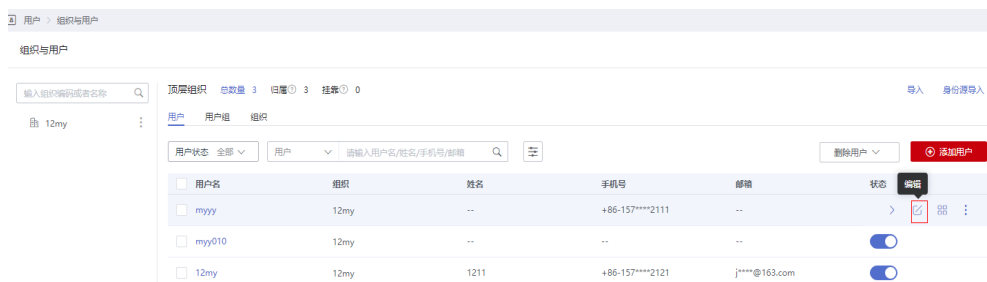 用户 > 组织与用户
组织与用户
输入组织编码或者名称
12my
顶层组织 总数量 3 归属 ? 3 挂靠 ? 0
导入 身份源导入
用户 用户组 组织
用户状态 全部 用户 请输入用户名/姓名/手机号/邮箱
删除用户 添加用户
用户名 组织 姓名 手机号 邮箱 状态 编辑
myyy 12my -- +86-157****2111 --
myy010 12my -- -- --
12my 12my 1211 +86-157****2121 j****@163.com